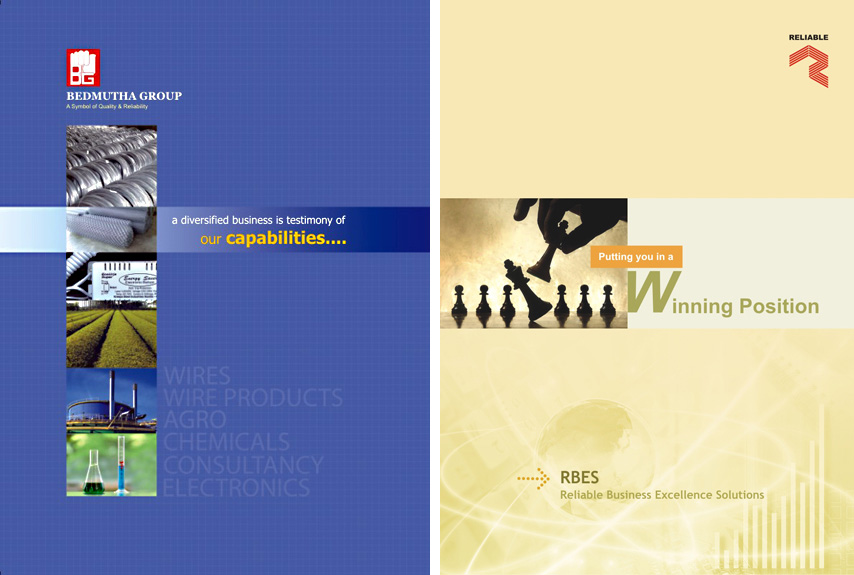 BG
BEDMUTHA GROUP
A Symbol of Quality & Reliability
a diversified business is testimony of
our capabilities....
WIRES
WIRE PRODUCTS
AGRO
CHEMICALS
CONSULTANCY
ELECTRONICS
RELIABLE
Putting you in a
Winning Position
RBES
Reliable Business Excellence Solutions